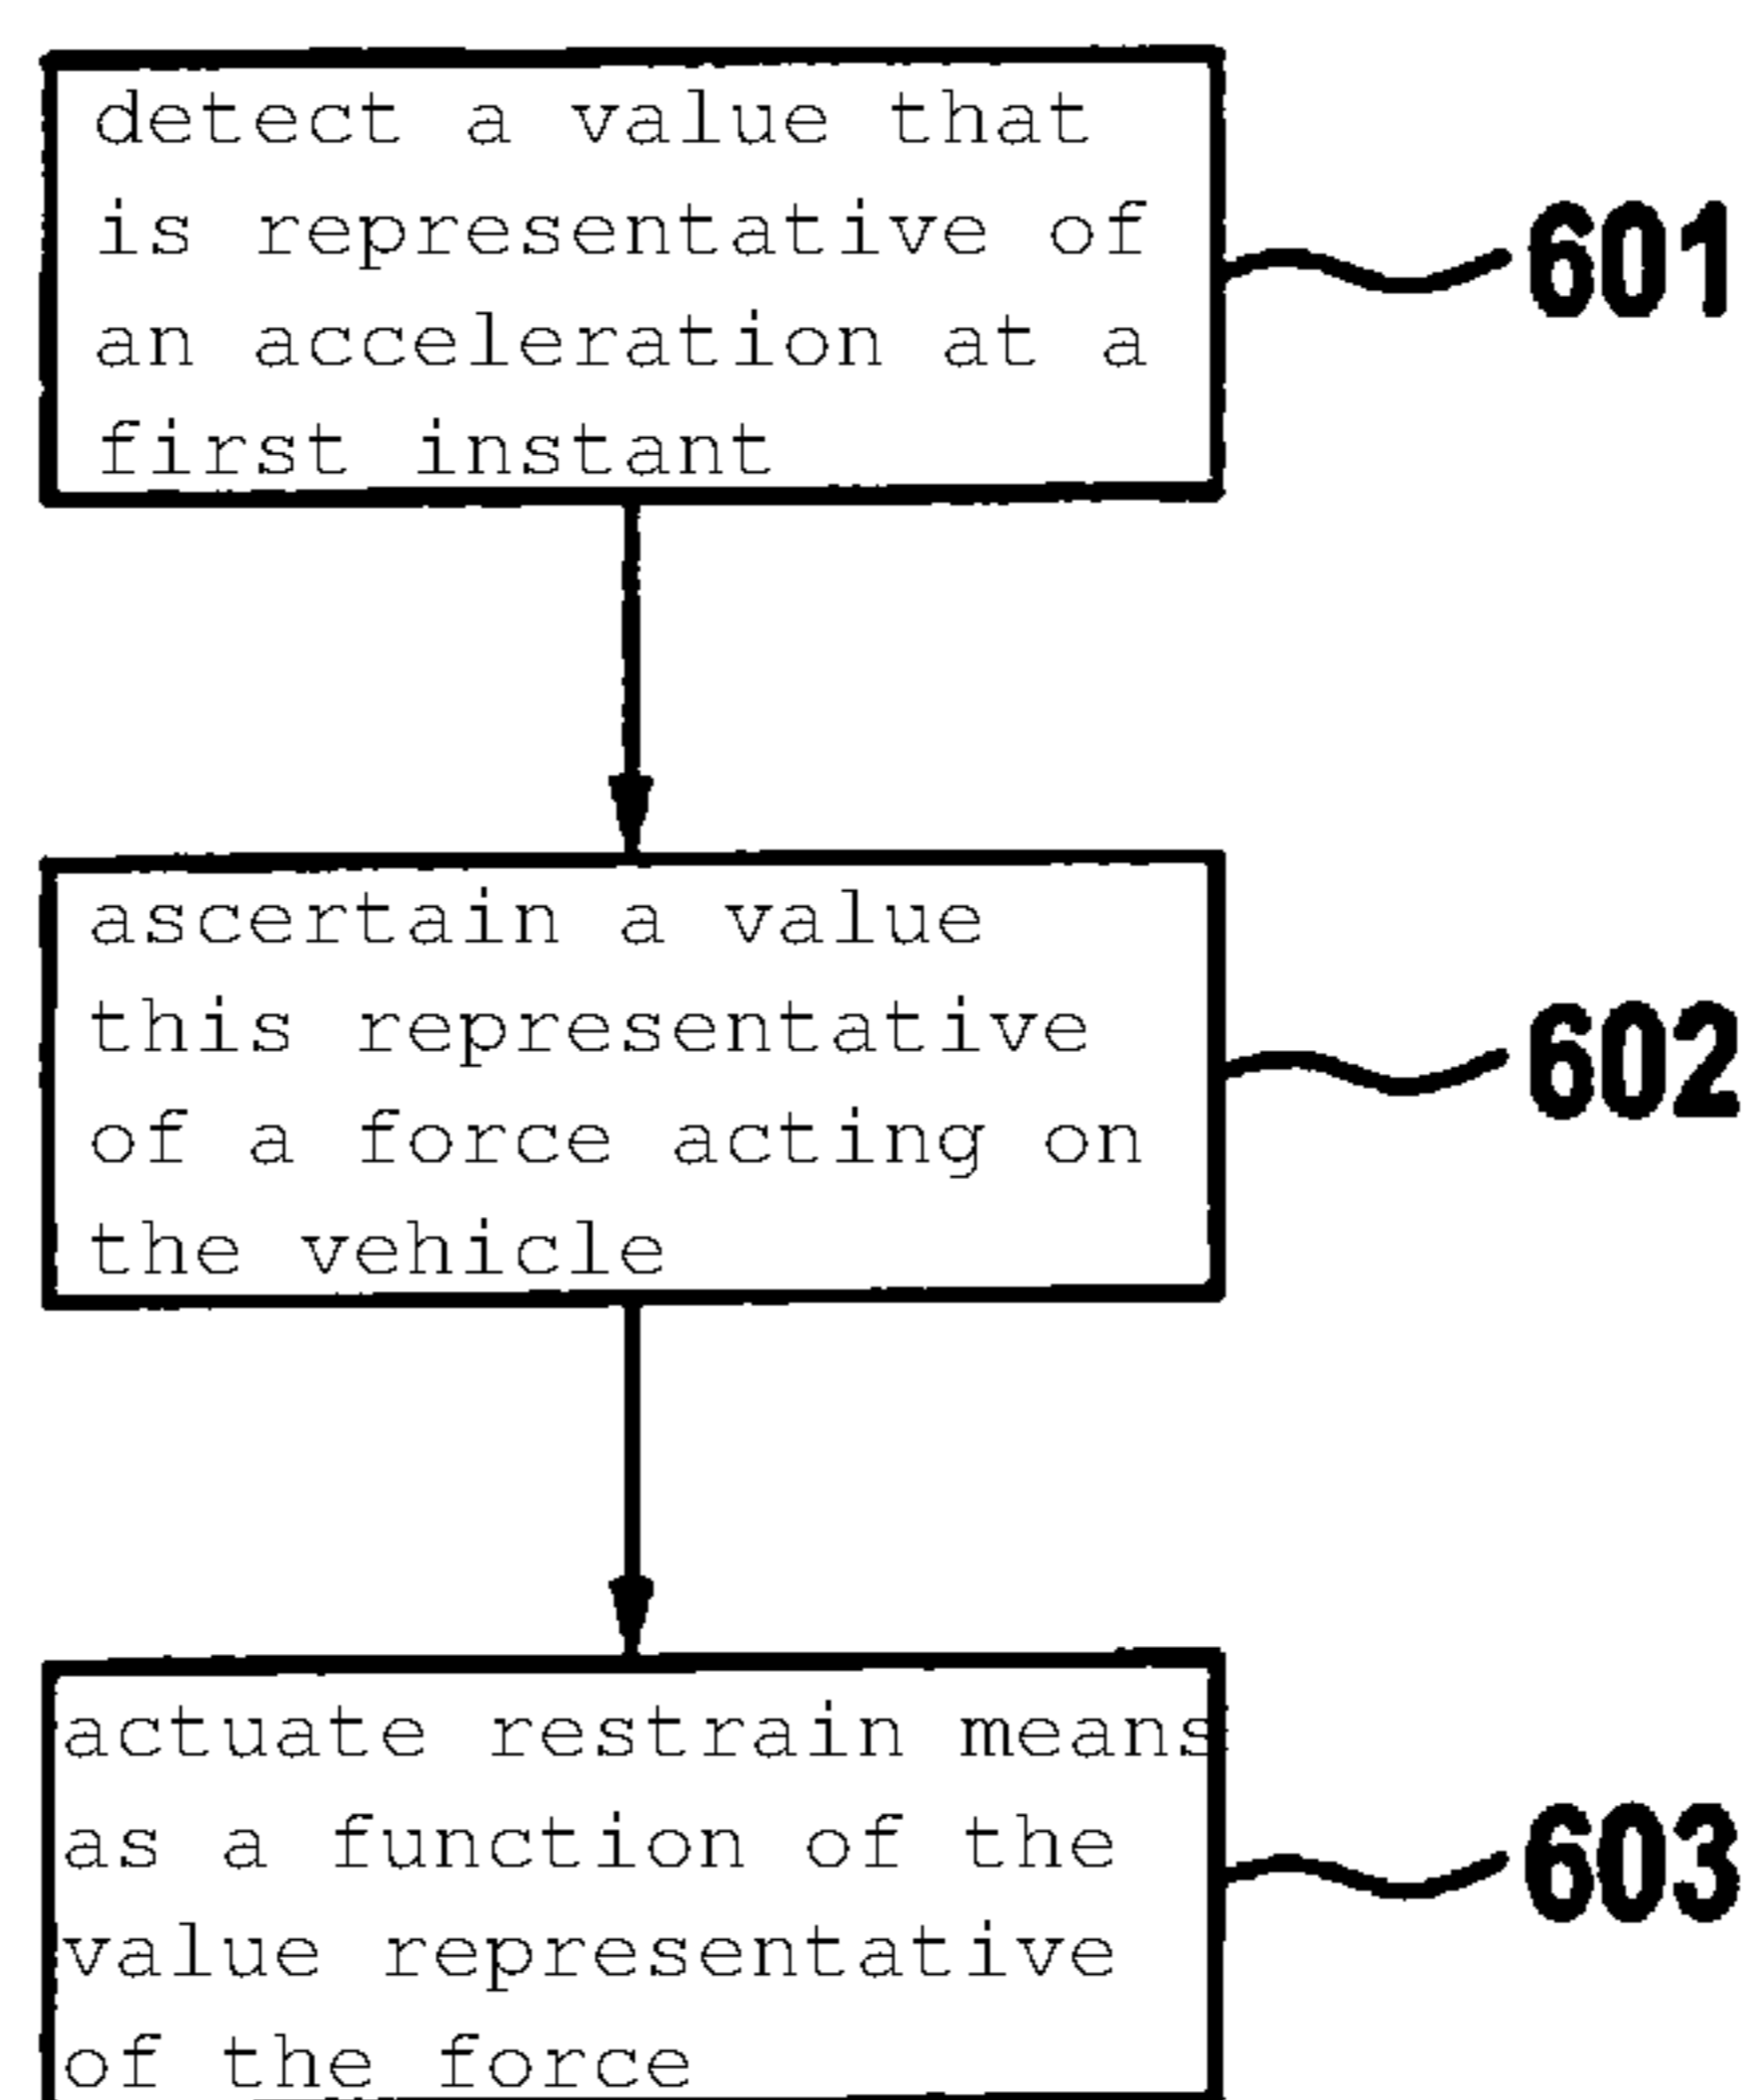 detect a value that
is representative of
an acceleration at a
first instant
601
ascertain a value
this representative
of a force acting on
the vehicle
602
actuate restrain means
as a function of the
value representative
of the force
603